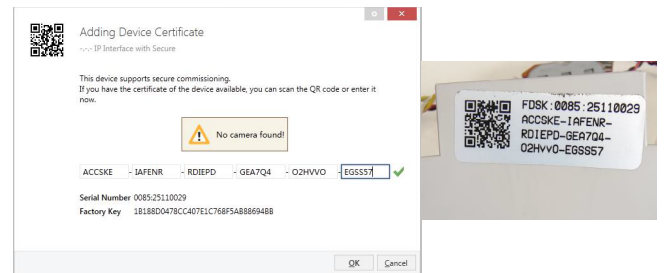 Adding Device Certificate
-.-.- IP Interface with Secure
This device supports secure commissioning.
If you have the certificate of the device available, you can scan the QR code or enter it
now.
No camera found!
ACCSKE - IAFENR - RDIEPD - GEA7Q4 - O2HVVO - EGSS57
Serial Number 0085:25110029
Factory Key 1B188D0478CC407E1C768F5AB88694BB
OK Cancel
FDSK:0085:25110029
ACCSKE-IAFENR-
RDIEPD-GEA7Q4-
O2HVVO-EGSS57